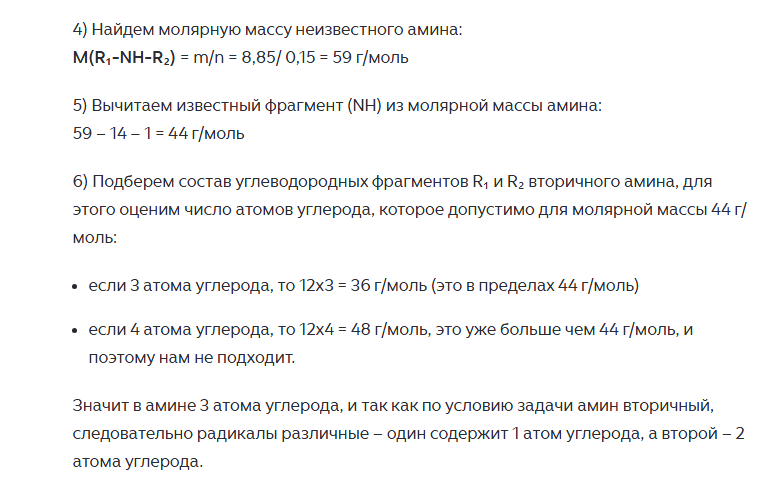 4) Найдем молярную массу неизвестного амина:
M(R₁-NH-R₂) = m/n = 8,85/ 0,15 = 59 г/моль
5) Вычитаем известный фрагмент (NH) из молярной массы амина:
59 – 14 – 1 = 44 г/моль
6) Подберем состав углеводородных фрагментов R₁ и R₂ вторичного амина, для
этого оценим число атомов углерода, которое допустимо для молярной массы 44 г/
моль:
• если 3 атома углерода, то 12х3 = 36 г/моль (это в пределах 44 г/моль)
• если 4 атома углерода, то 12х4 = 48 г/моль, это уже больше чем 44 г/моль, и
поэтому нам не подходит.
Значит в амине 3 атома углерода, и так как по условию задачи амин вторичный,
следовательно радикалы различные – один содержит 1 атом углерода, а второй – 2
атома углерода.